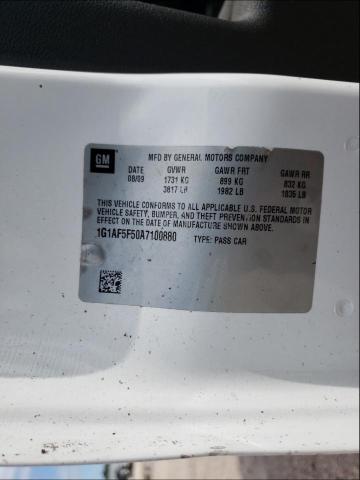 GM
MFD BY GENERAL MOTORS COMPANY
DATE GVWR GAWR FRT GAWR RR
08/09 1731 KG 899 KG 832 KG
3817 LB 1982 LB 1835 LB
THIS VEHICLE CONFORMS TO ALL APPLICABLE U.S. FEDERAL MOTOR
VEHICLE SAFETY, BUMPER, AND THEFT PREVENTION STANDARDS IN
EFFECT ON THE DATE OF MANUFACTURE SHOWN ABOVE.
1G1AF5F50A7100880 TYPE: PASS CAR